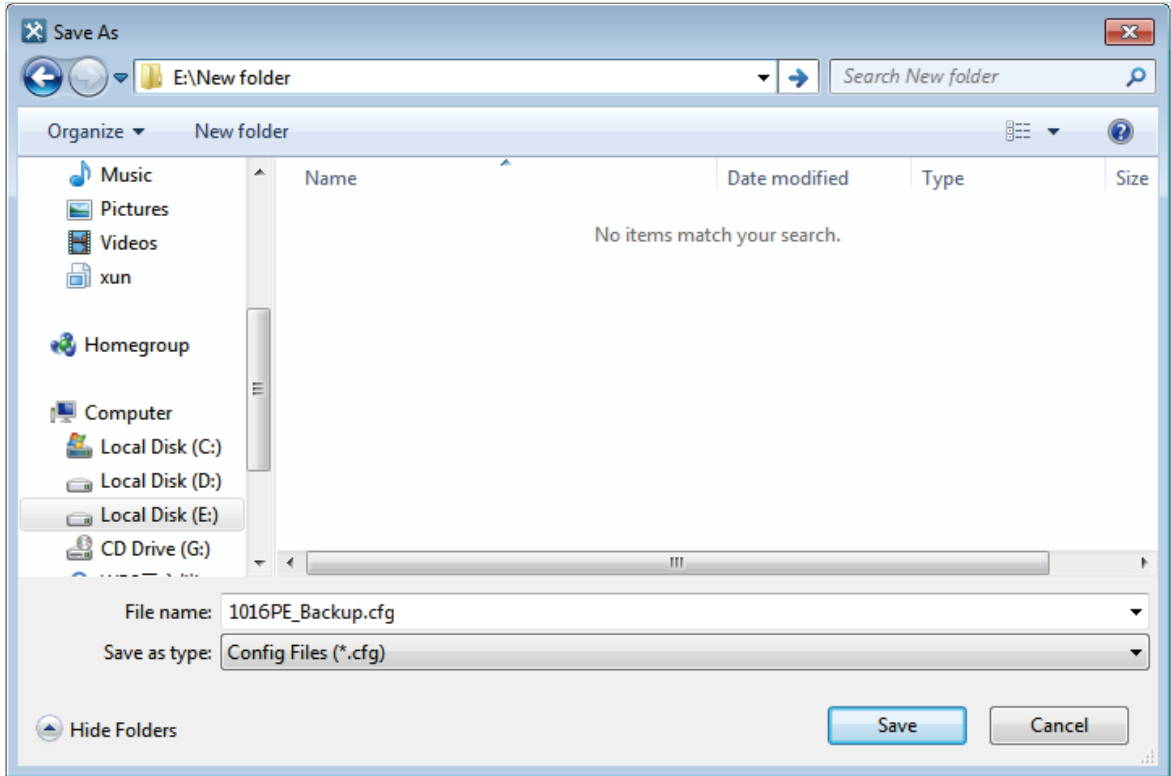 Save As
E:\New folder
Search New folder
Organize
New folder
Music
Pictures
Videos
xun
Homegroup
Computer
Local Disk (C:)
Local Disk (D:)
Local Disk (E:)
CD Drive (G:)
Name
Date modified
Type
Size
No items match your search.
File name: 1016PE_Backup.cfg
Save as type: Config Files (*.cfg)
Hide Folders
Save
Cancel